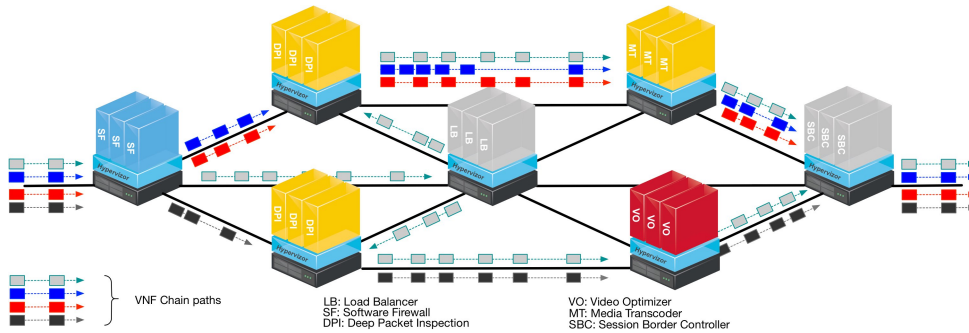 DPI DPI DPI
Hypervizor
MT MT MT
Hypervizor
SF SF SF
Hypervizor
LB LB LB
Hypervizor
SBC SBC SBC
Hypervizor
DPI DPI DPI
Hypervizor
VO VO VO
Hypervizor
VNF Chain paths
LB: Load Balancer
SF: Software Firewall
DPI: Deep Packet Inspection
VO: Video Optimizer
MT: Media Transcoder
SBC: Session Border Controller